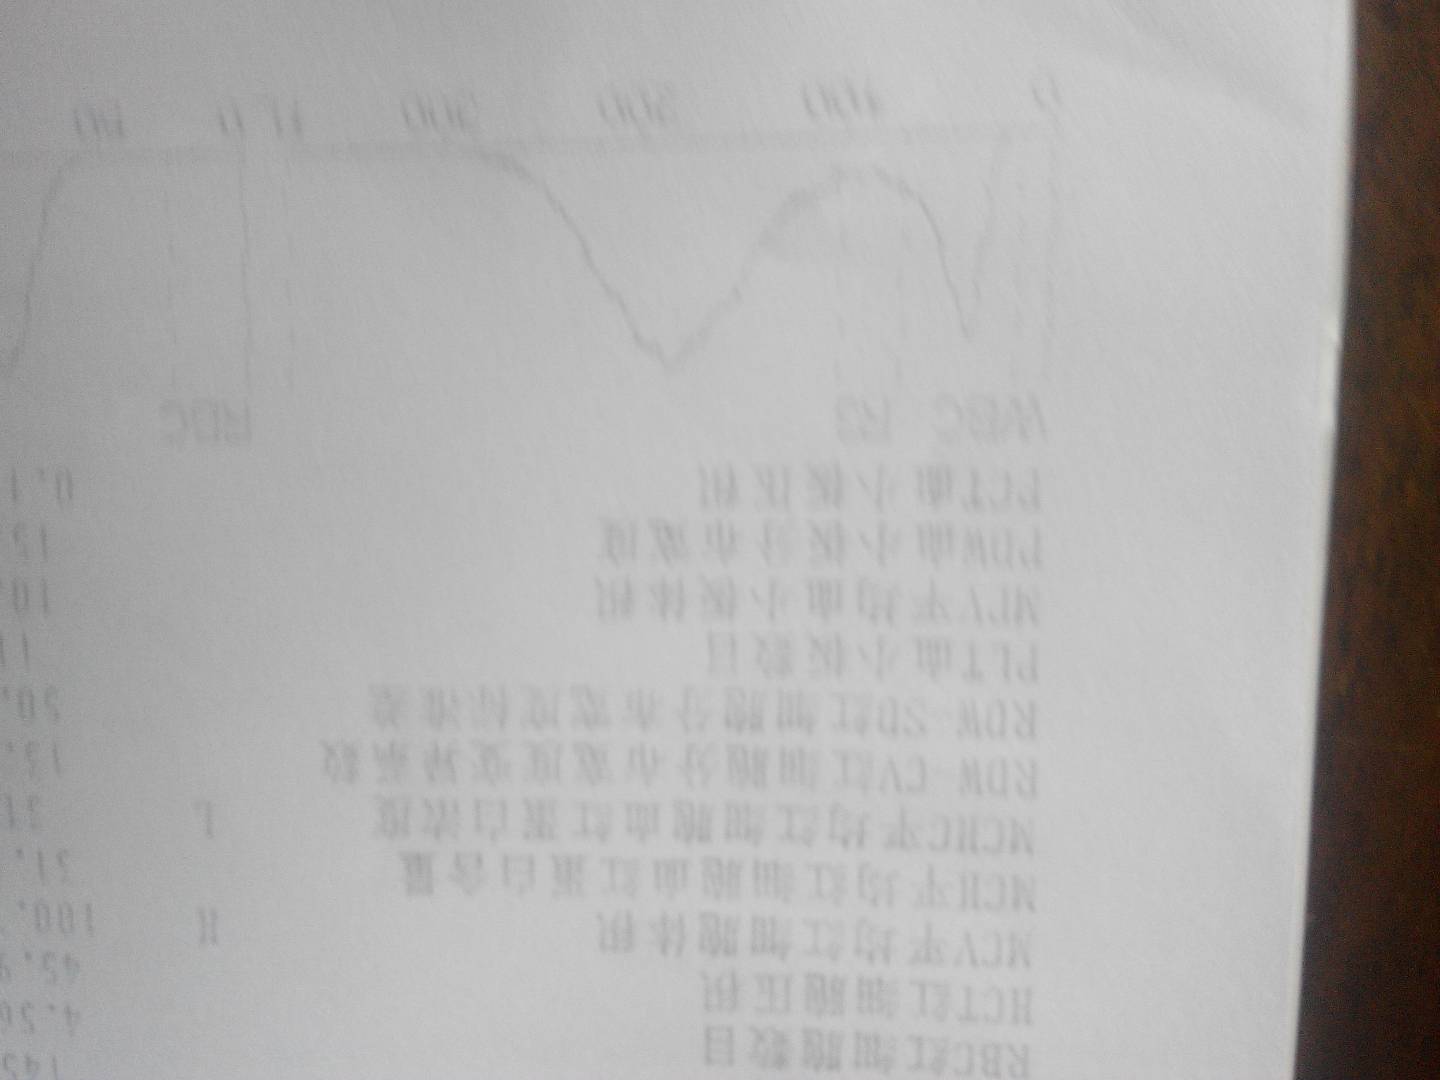 145
RBC红细胞数目 4.50
HCT红细胞压积 45.9
MCV平均红细胞体积 H 100.
MCH平均红细胞血红蛋白含量 31.
MCHC平均红细胞血红蛋白浓度 L 31
RDW-CV红细胞分布宽度变异系数 13.
RDW-SD红细胞分布宽度标准差 50.
PLT血小板数目 11
MPV平均血小板体积 10.
PDW血小板分布宽度 15
PCT血小板压积 0.1
WBC R3 RBC
0 100 200 300 fL 0 100